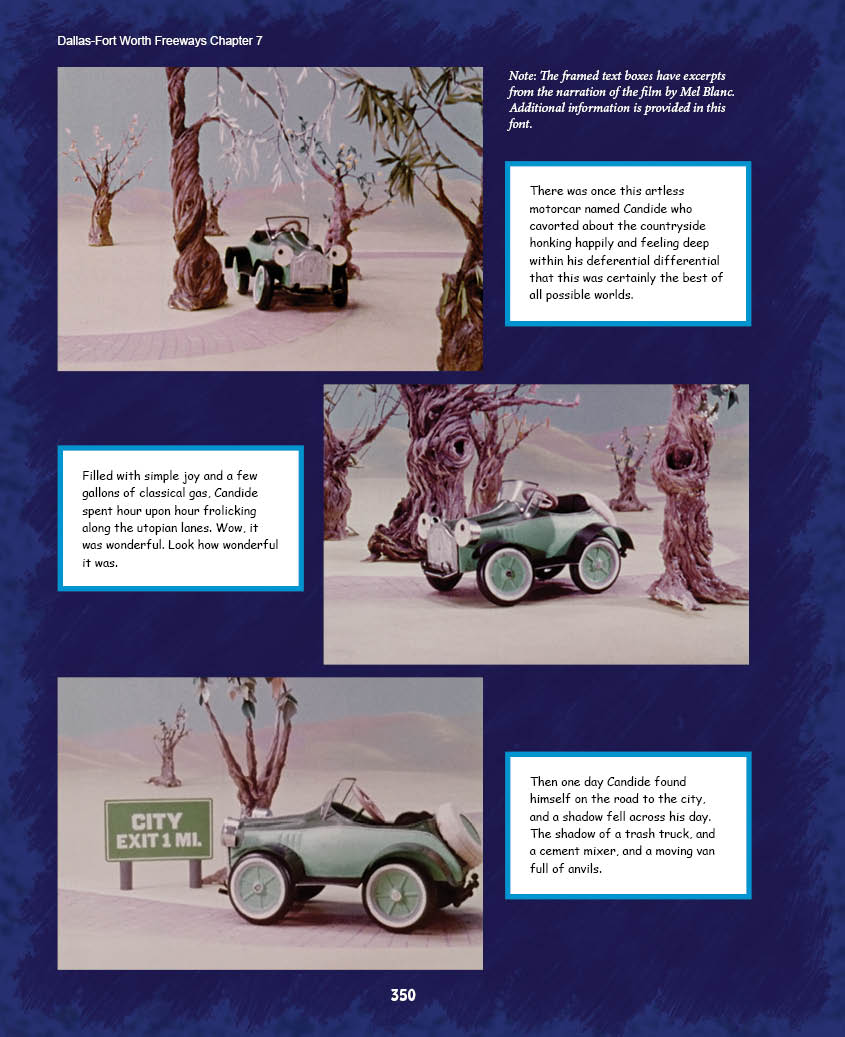 Dallas-Fort Worth Freeways Chapter 7
Note: The framed text boxes have excerpts
from the narration of the film by Mel Blanc.
Additional information is provided in this
font.
There was once this artless
motorcar named Candide who
cavorted about the countryside
honking happily and feeling deep
within his deferential differential
that this was certainly the best of
all possible worlds.
Filled with simple joy and a few
gallons of classical gas, Candide
spent hour upon hour frolicking
along the utopian lanes. Wow, it
was wonderful. Look how wonderful
it was.
CITY
EXIT 1 MI.
Then one day Candide found
himself on the road to the city,
and a shadow fell across his day.
The shadow of a trash truck, and
a cement mixer, and a moving van
full of anvils.
350